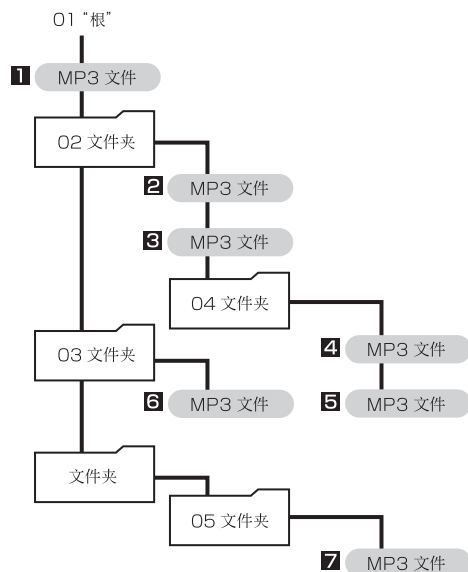 01 “根”
1 MP3 文件
02 文件夹
2 MP3 文件
3 MP3 文件
04 文件夹
4 MP3 文件
5 MP3 文件
03 文件夹
6 MP3 文件
文件夹
05 文件夹
7 MP3 文件